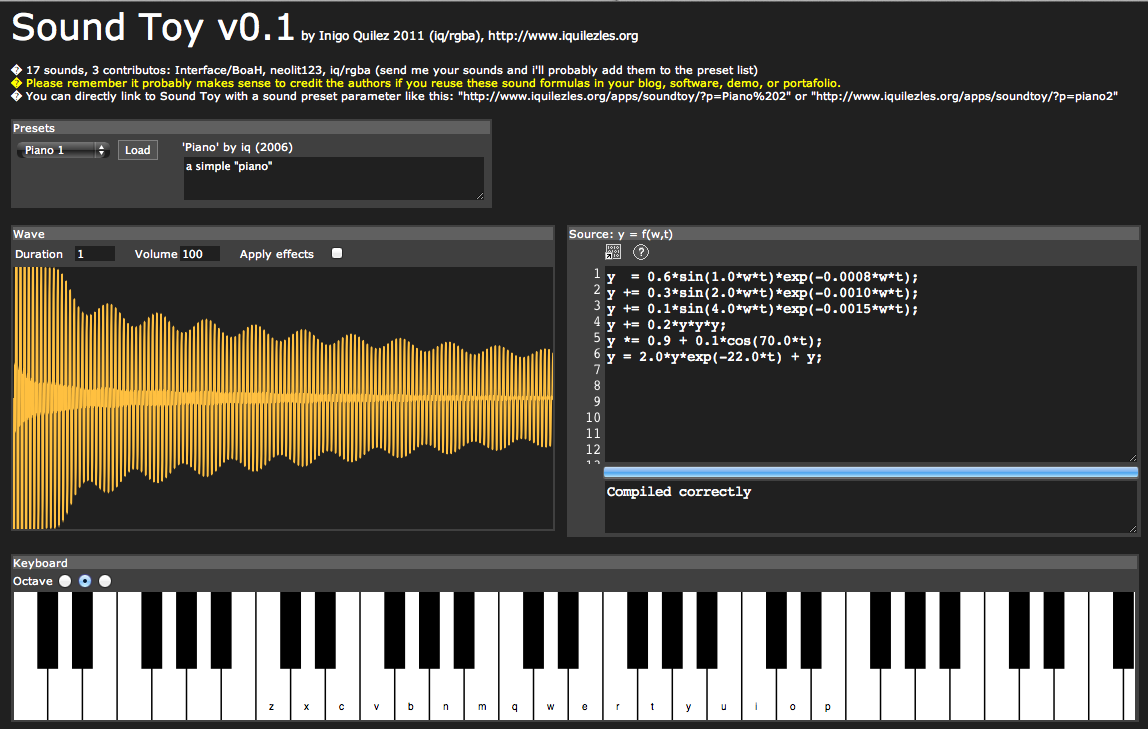 Sound Toy v0.1 by Inigo Quilez 2011 (iq/rgba), http://www.iquilezles.org
� 17 sounds, 3 contributos: Interface/BoaH, neolit123, iq/rgba (send me your sounds and i'll probably add them to the preset list)
� Please remember it probably makes sense to credit the authors if you reuse these sound formulas in your blog, software, demo, or portafolio.
� You can directly link to Sound Toy with a sound preset parameter like this: "http://www.iquilezles.org/apps/soundtoy/?p=Piano%202" or "http://www.iquilezles.org/apps/soundtoy/?p=piano2"
Presets
Piano 1 Load 'Piano' by iq (2006)
a simple "piano"
Wave
Duration 1 Volume 100 Apply effects
Source: y = f(w,t)
?
1 y  = 0.6*sin(1.0*w*t)*exp(-0.0008*w*t);
2 y += 0.3*sin(2.0*w*t)*exp(-0.0010*w*t);
3 y += 0.1*sin(4.0*w*t)*exp(-0.0015*w*t);
4 y += 0.2*y*y*y;
5 y *= 0.9 + 0.1*cos(70.0*t);
6 y = 2.0*y*exp(-22.0*t) + y;
7
8
9
10
11
12
Compiled correctly
Keyboard
Octave
z x c v b n m q w e r t y u i o p